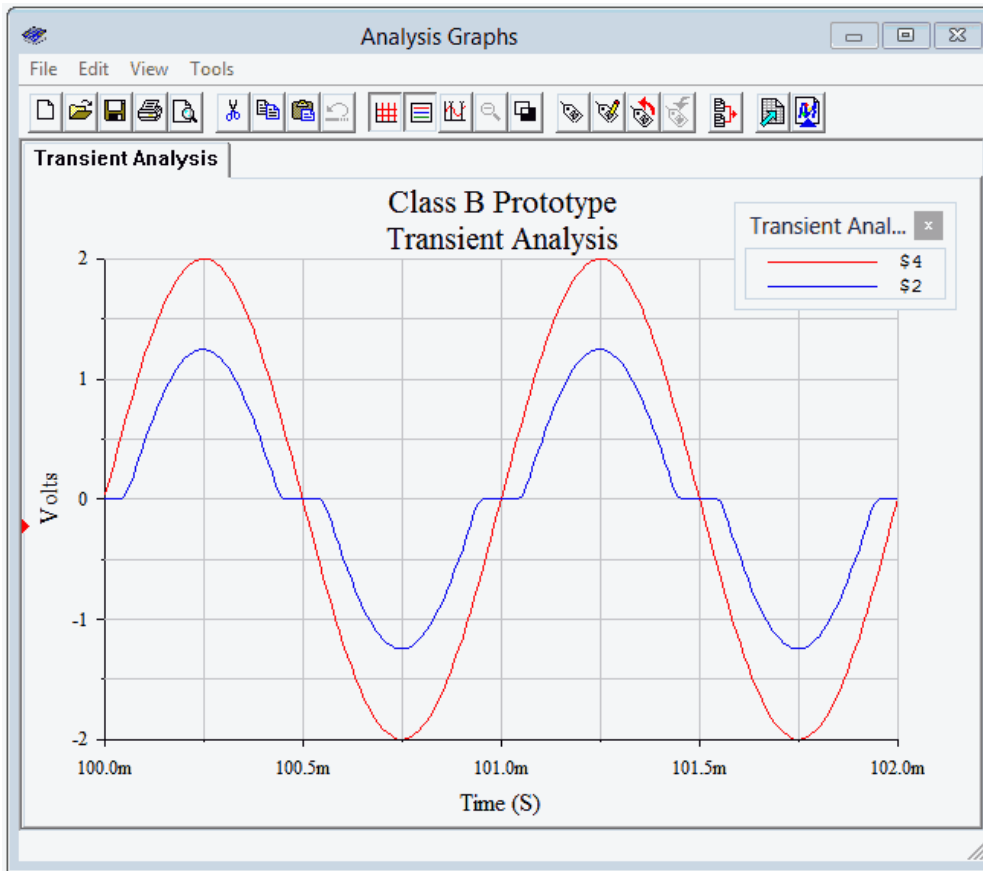 Analysis Graphs
File Edit View Tools
Transient Analysis
Class B Prototype
Transient Analysis
Transient Anal... x
$4
$2
2
1
0
-1
-2
Volts
100.0m 100.5m 101.0m 101.5m 102.0m
Time (S)